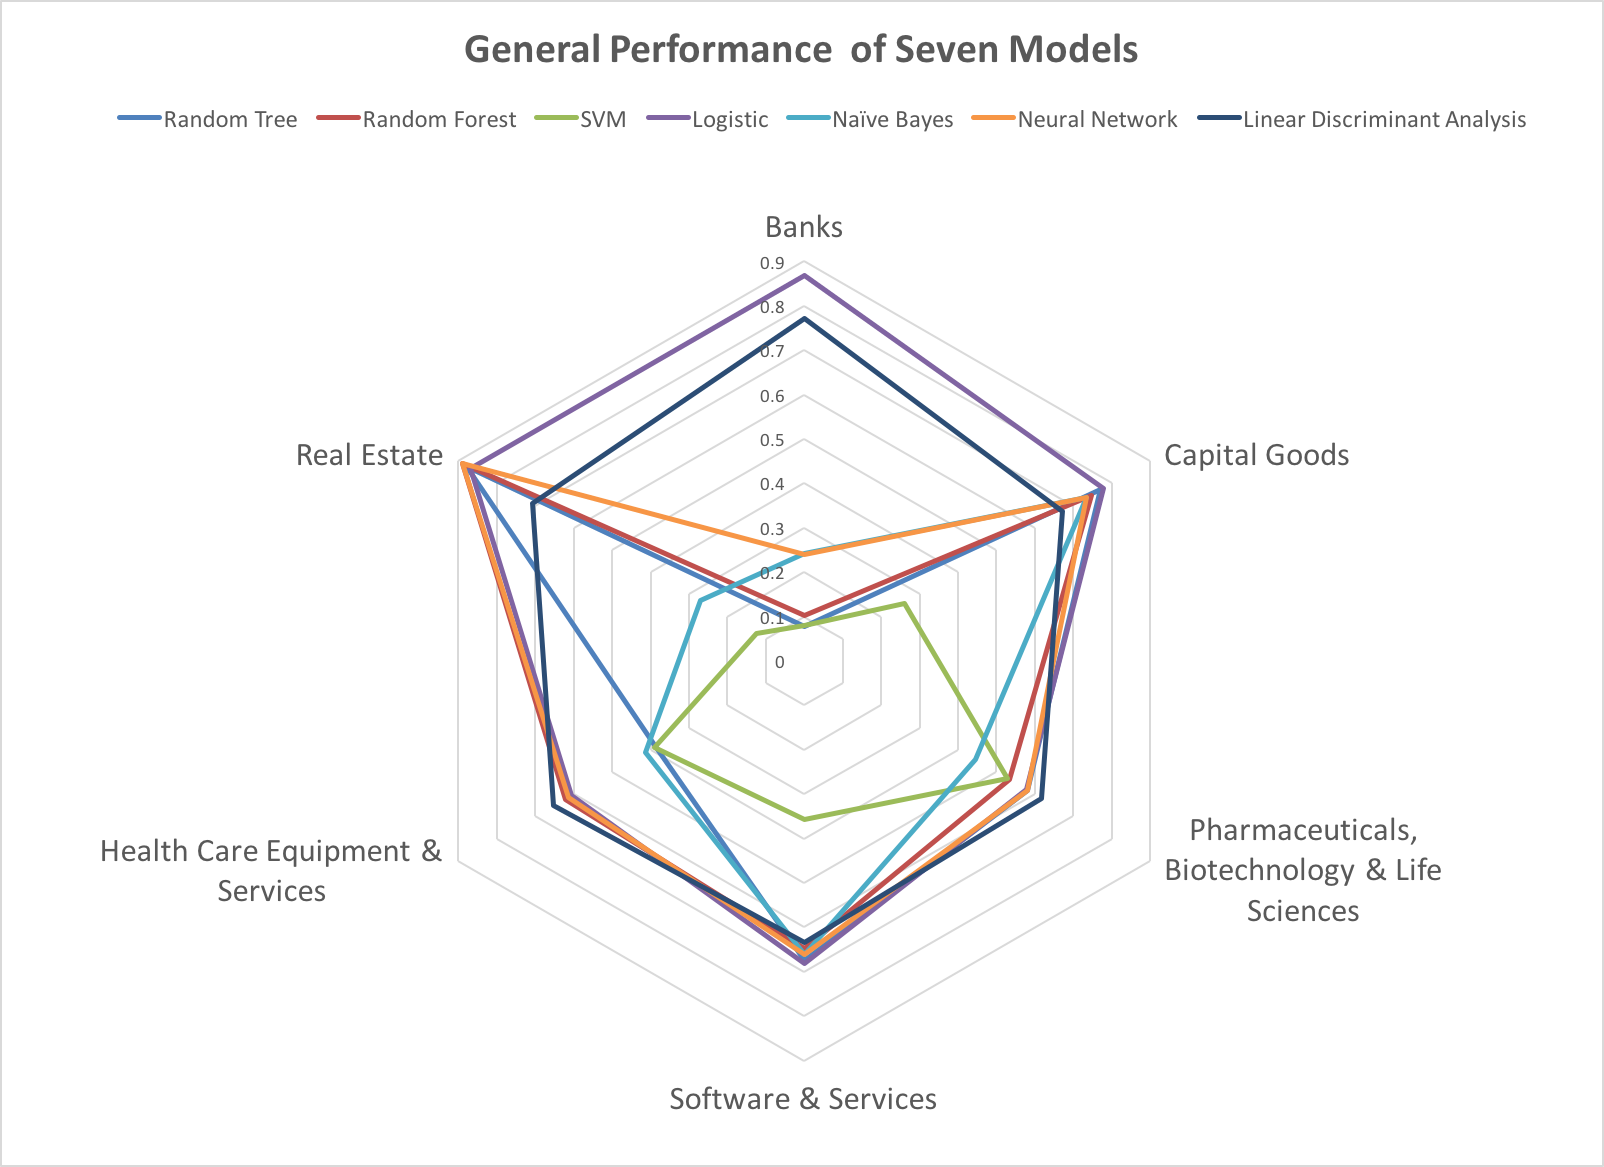 General Performance  of Seven Models
Random Tree Random Forest SVM Logistic Naïve Bayes Neural Network Linear Discriminant Analysis
Banks
0.9
0.8
0.7
0.6
0.5
0.4
0.3
0.2
0.1
0
Real Estate
Capital Goods
Health Care Equipment &
Services
Pharmaceuticals,
Biotechnology & Life
Sciences
Software & Services